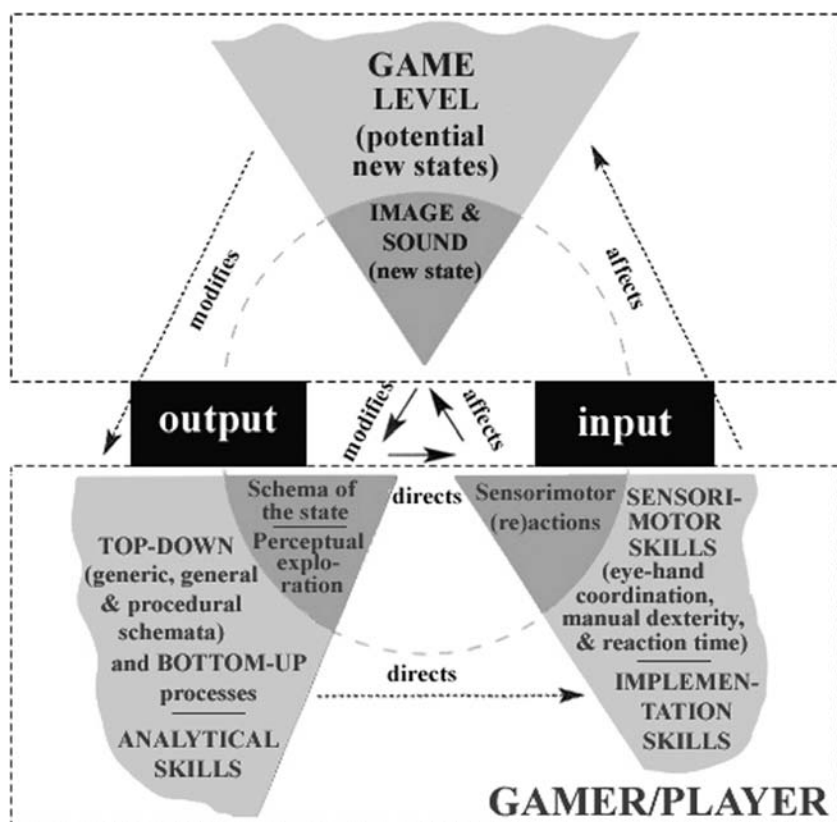 GAME
LEVEL
(potential
new states)
IMAGE &
SOUND
(new state)
modifies
affects
output
modifies
affects
input
directs
Schema of
the state
Perceptual
explo-
ration
Sensorimotor
(re)actions
TOP-DOWN
(generic, general
& procedural
schemata)
and BOTTOM-UP
processes
ANALYTICAL
SKILLS
SENSORI-
MOTOR
SKILLS
(eye-hand
coordination,
manual dexterity,
& reaction time)
IMPLEMEN-
TATION
SKILLS
directs
GAMER/PLAYER